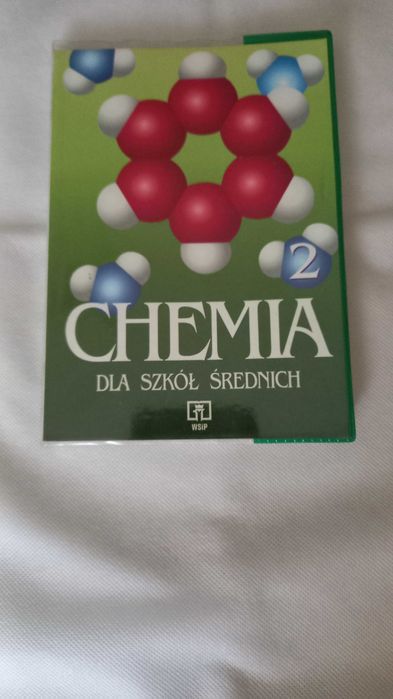 2
CHEMIA
DLA SZKÓŁ ŚREDNICH
WSiP